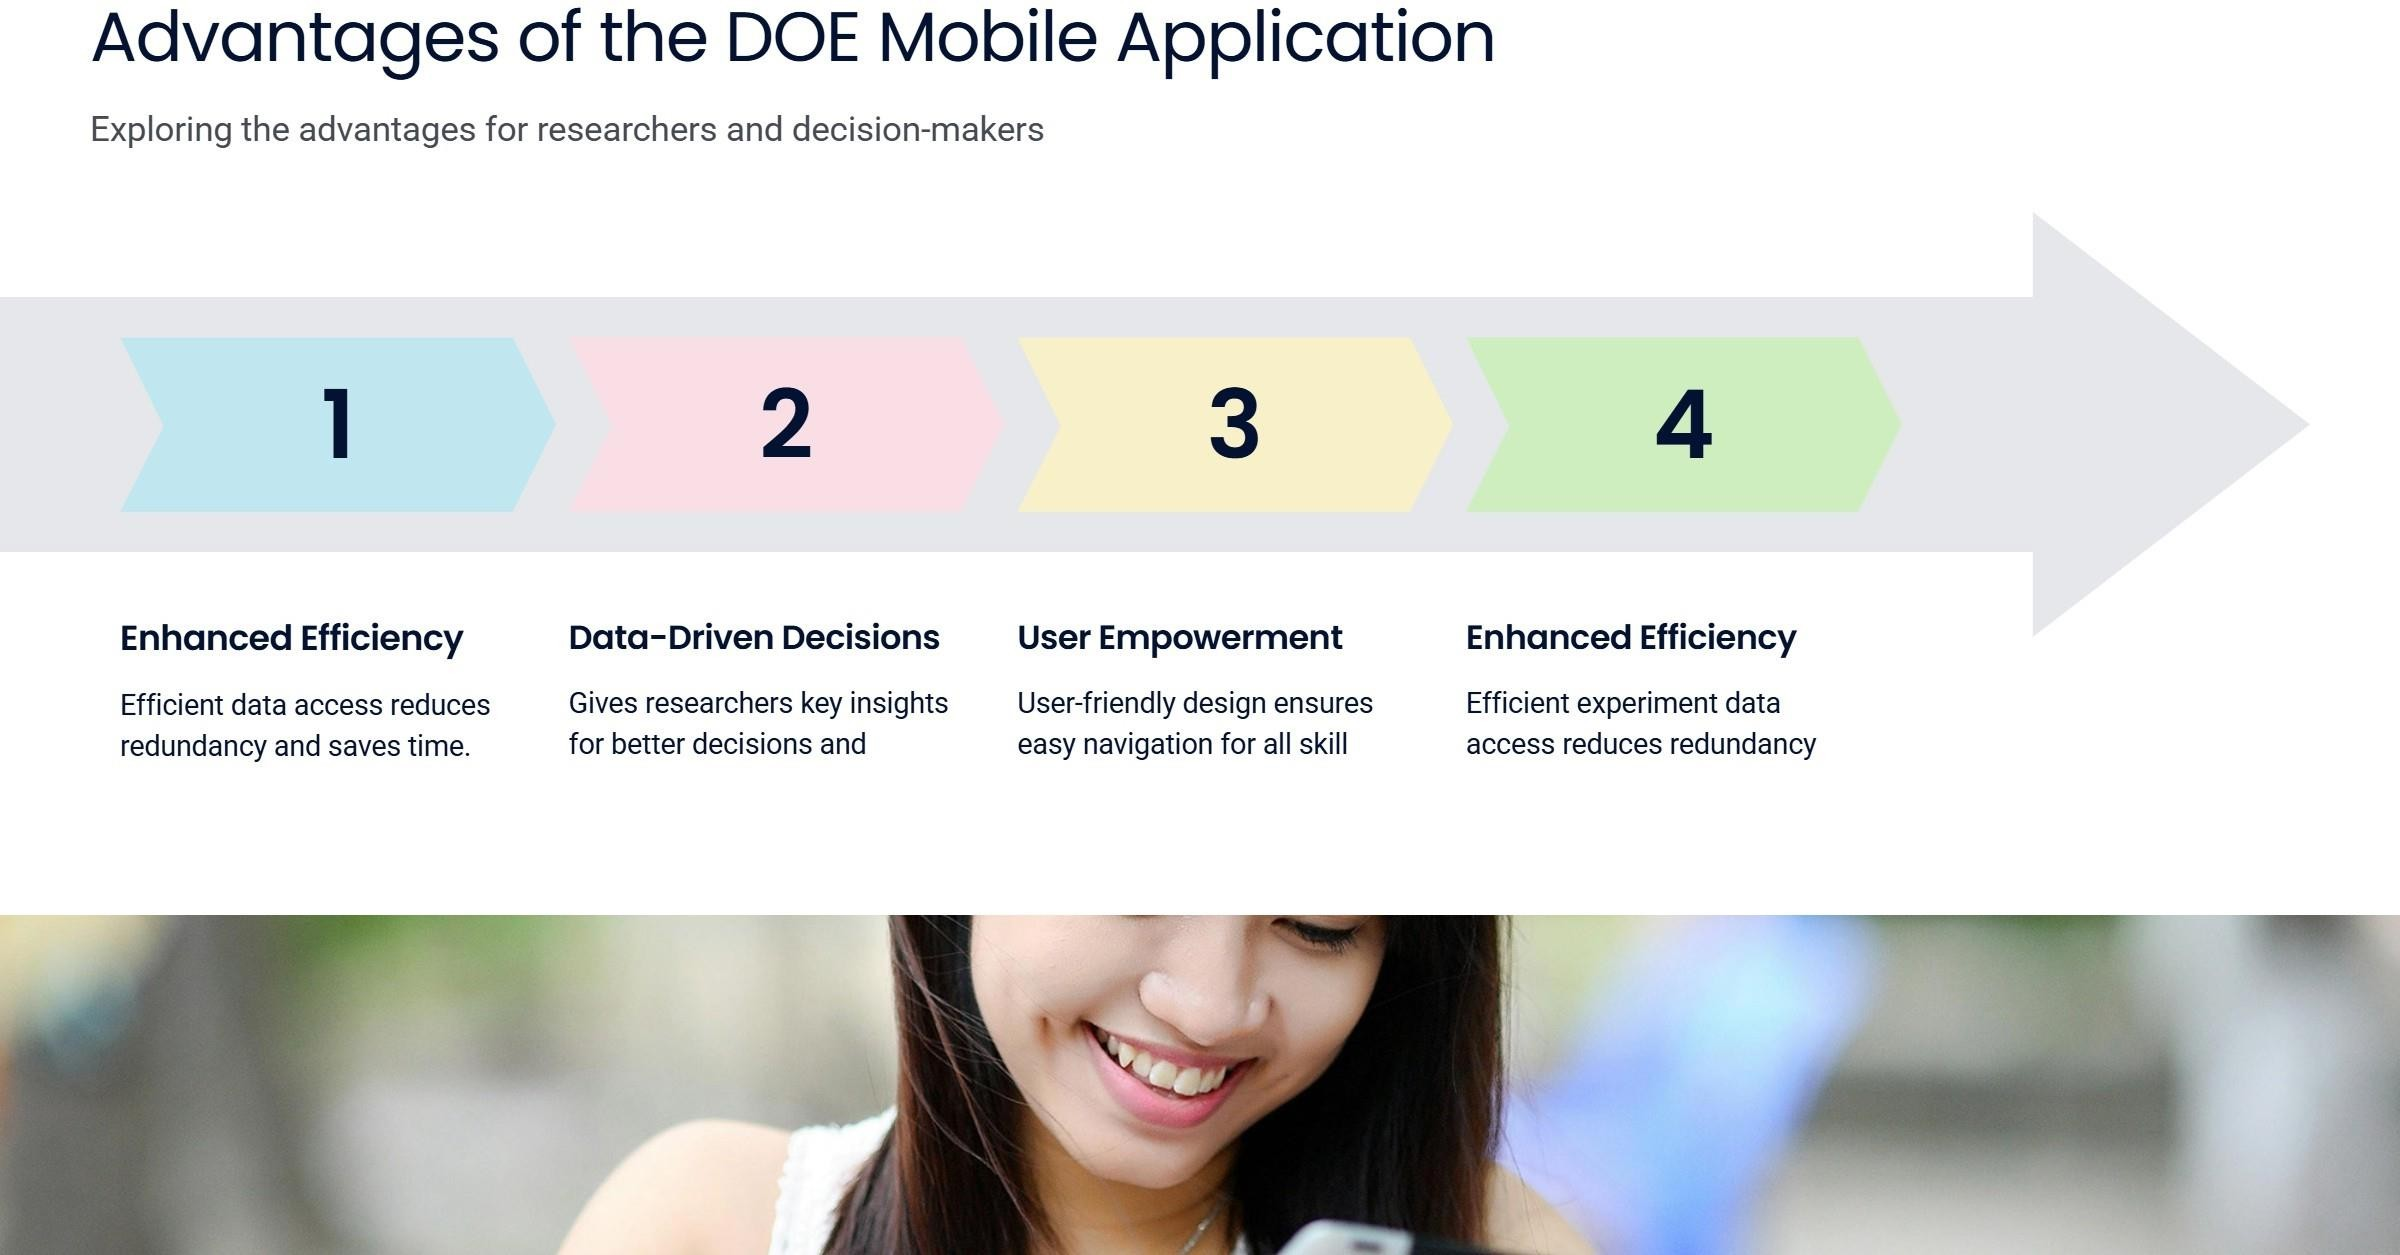 Advantages of the DOE Mobile Application
Exploring the advantages for researchers and decision-makers
1
2
3
4
Enhanced Efficiency
Efficient data access reduces
redundancy and saves time.
Data-Driven Decisions
Gives researchers key insights
for better decisions and
User Empowerment
User-friendly design ensures
easy navigation for all skill
Enhanced Efficiency
Efficient experiment data
access reduces redundancy